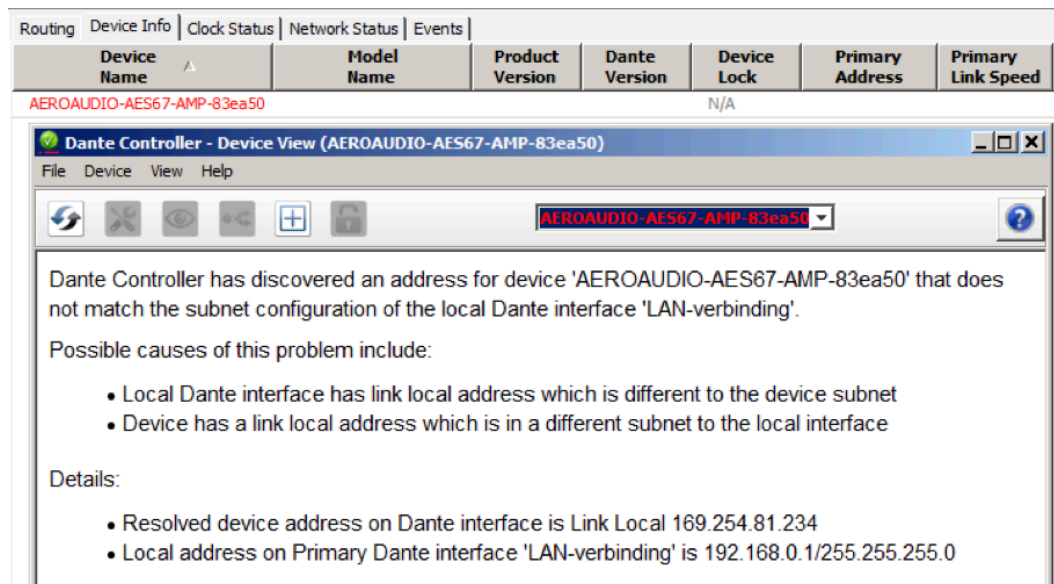 Routing Device Info Clock Status Network Status Events
Device Name Model Name Product Version Dante Version Device Lock Primary Address Primary Link Speed
AEROAUDIO-AES67-AMP-83ea50 N/A
Dante Controller - Device View (AEROAUDIO-AES67-AMP-83ea50)
File Device View Help
AEROAUDIO-AES67-AMP-83ea50
Dante Controller has discovered an address for device 'AEROAUDIO-AES67-AMP-83ea50' that does
not match the subnet configuration of the local Dante interface 'LAN-verbinding'.
Possible causes of this problem include:
• Local Dante interface has link local address which is different to the device subnet
• Device has a link local address which is in a different subnet to the local interface
Details:
• Resolved device address on Dante interface is Link Local 169.254.81.234
• Local address on Primary Dante interface 'LAN-verbinding' is 192.168.0.1/255.255.255.0